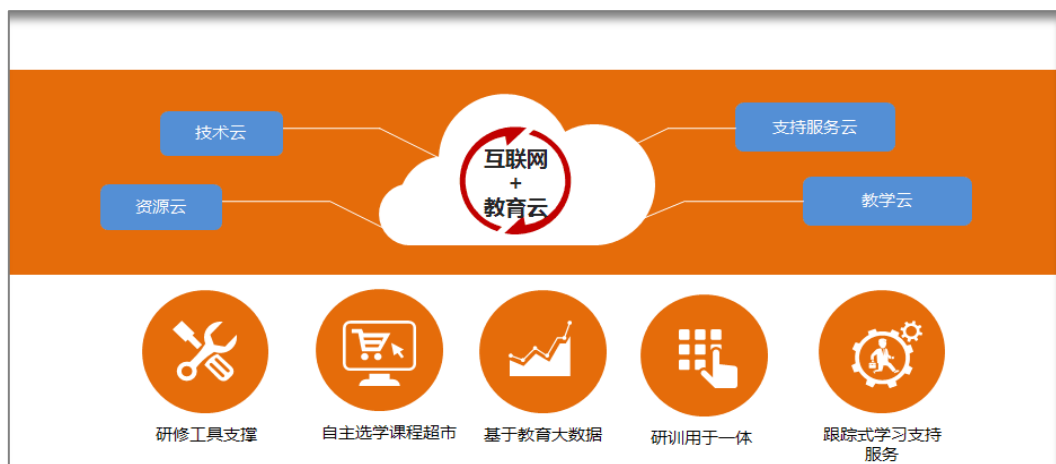 技术云
支持服务云
互联网
+
教育云
资源云
教学云
研修工具支撑
自主选学课程超市
基于教育大数据
研训用于一体
跟踪式学习支持
服务